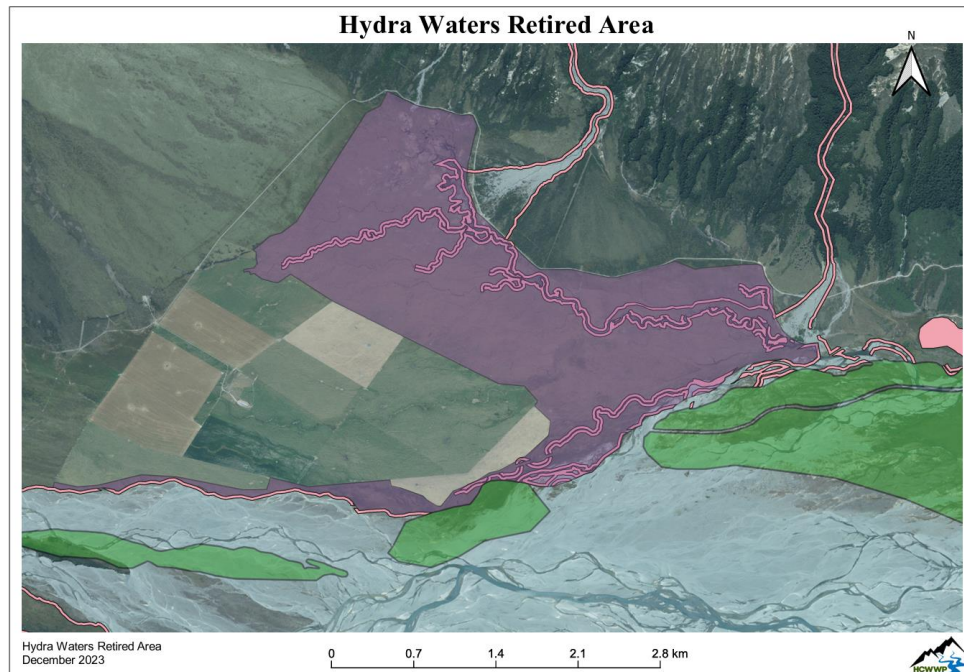 Hydra Waters Retired Area
N
Hydra Waters Retired Area
December 2023
0 0.7 1.4 2.1 2.8 km
HCWWP